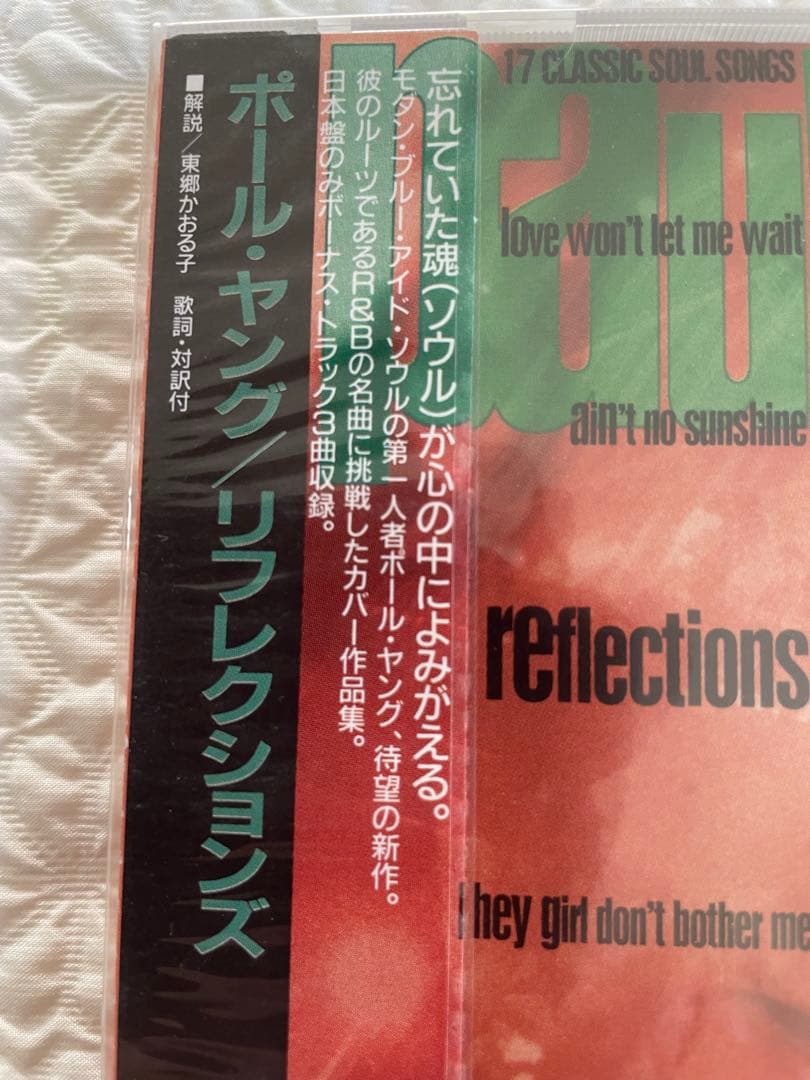 忘れていた魂(ソウル)が心の中によみがえる。
モダン・ブルー・アイド・ソウルの第一人者ポール・ヤング、待望の新作。
彼のルーツであるR&Bの名曲に挑戦したカバー作品集。
日本盤のみボーナス・トラック3曲収録。
ポール・ヤング/リフレクションズ
■解説/東郷かおる子 歌詞・対訳付
pau
17 CLASSIC SOUL SONGS
love won't let me wait
ain't no sunshine
reflections
hey girl don't bother me